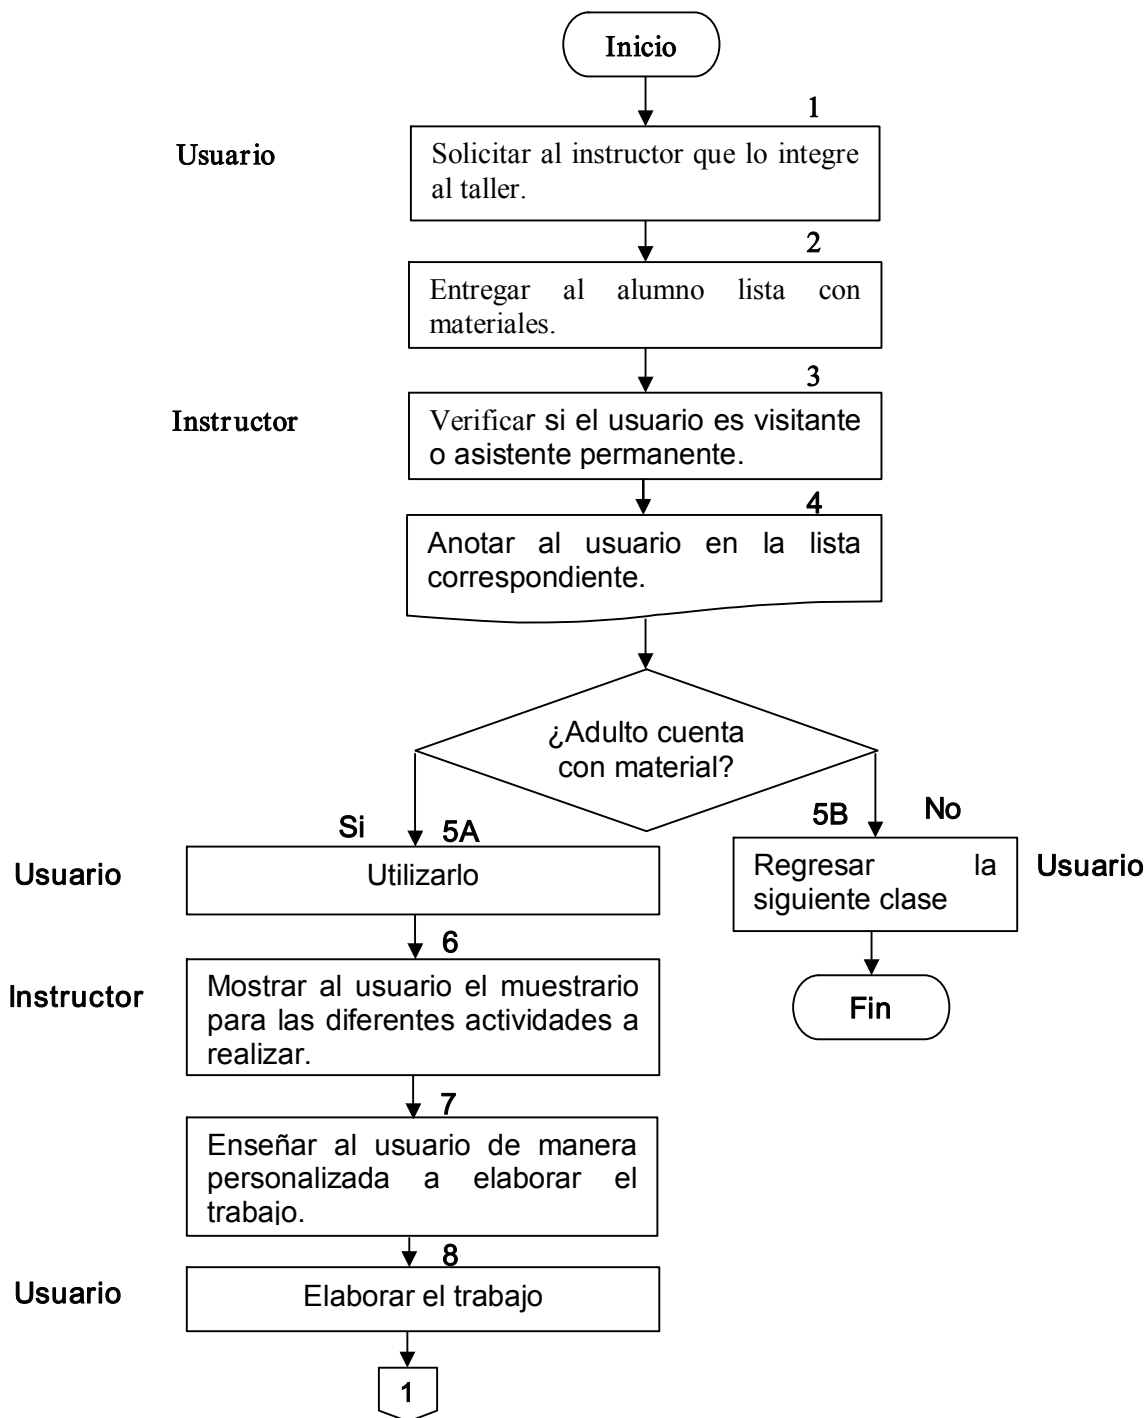 Inicio
1
Usuario
Solicitar al instructor que lo integre
al taller.
2
Entregar al alumno lista con
materiales.
3
Instructor
Verificar si el usuario es visitante
o asistente permanente.
4
Anotar al usuario en la lista
correspondiente.
¿Adulto cuenta
con material?
Si
5A
5B
No
Usuario
Utilizarlo
Regresar la
siguiente clase
Usuario
6
Instructor
Mostrar al usuario el muestrario
para las diferentes actividades a
realizar.
Fin
7
Enseñar al usuario de manera
personalizada a elaborar el
trabajo.
8
Usuario
Elaborar el trabajo
1